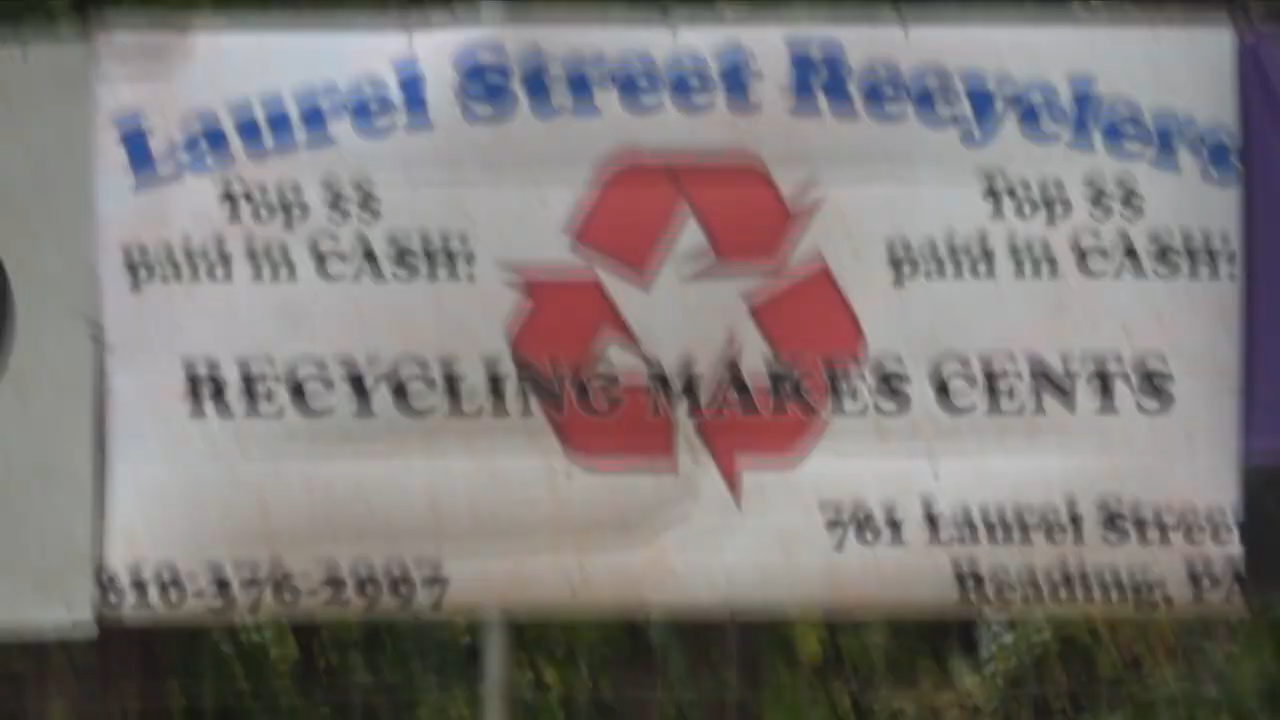 Laurel Street Recyclers
Top $$
paid in CASH!
Top $$
paid in CASH!
RECYCLING MAKES CENTS
761 Laurel Street
Reading, PA
610-376-2997